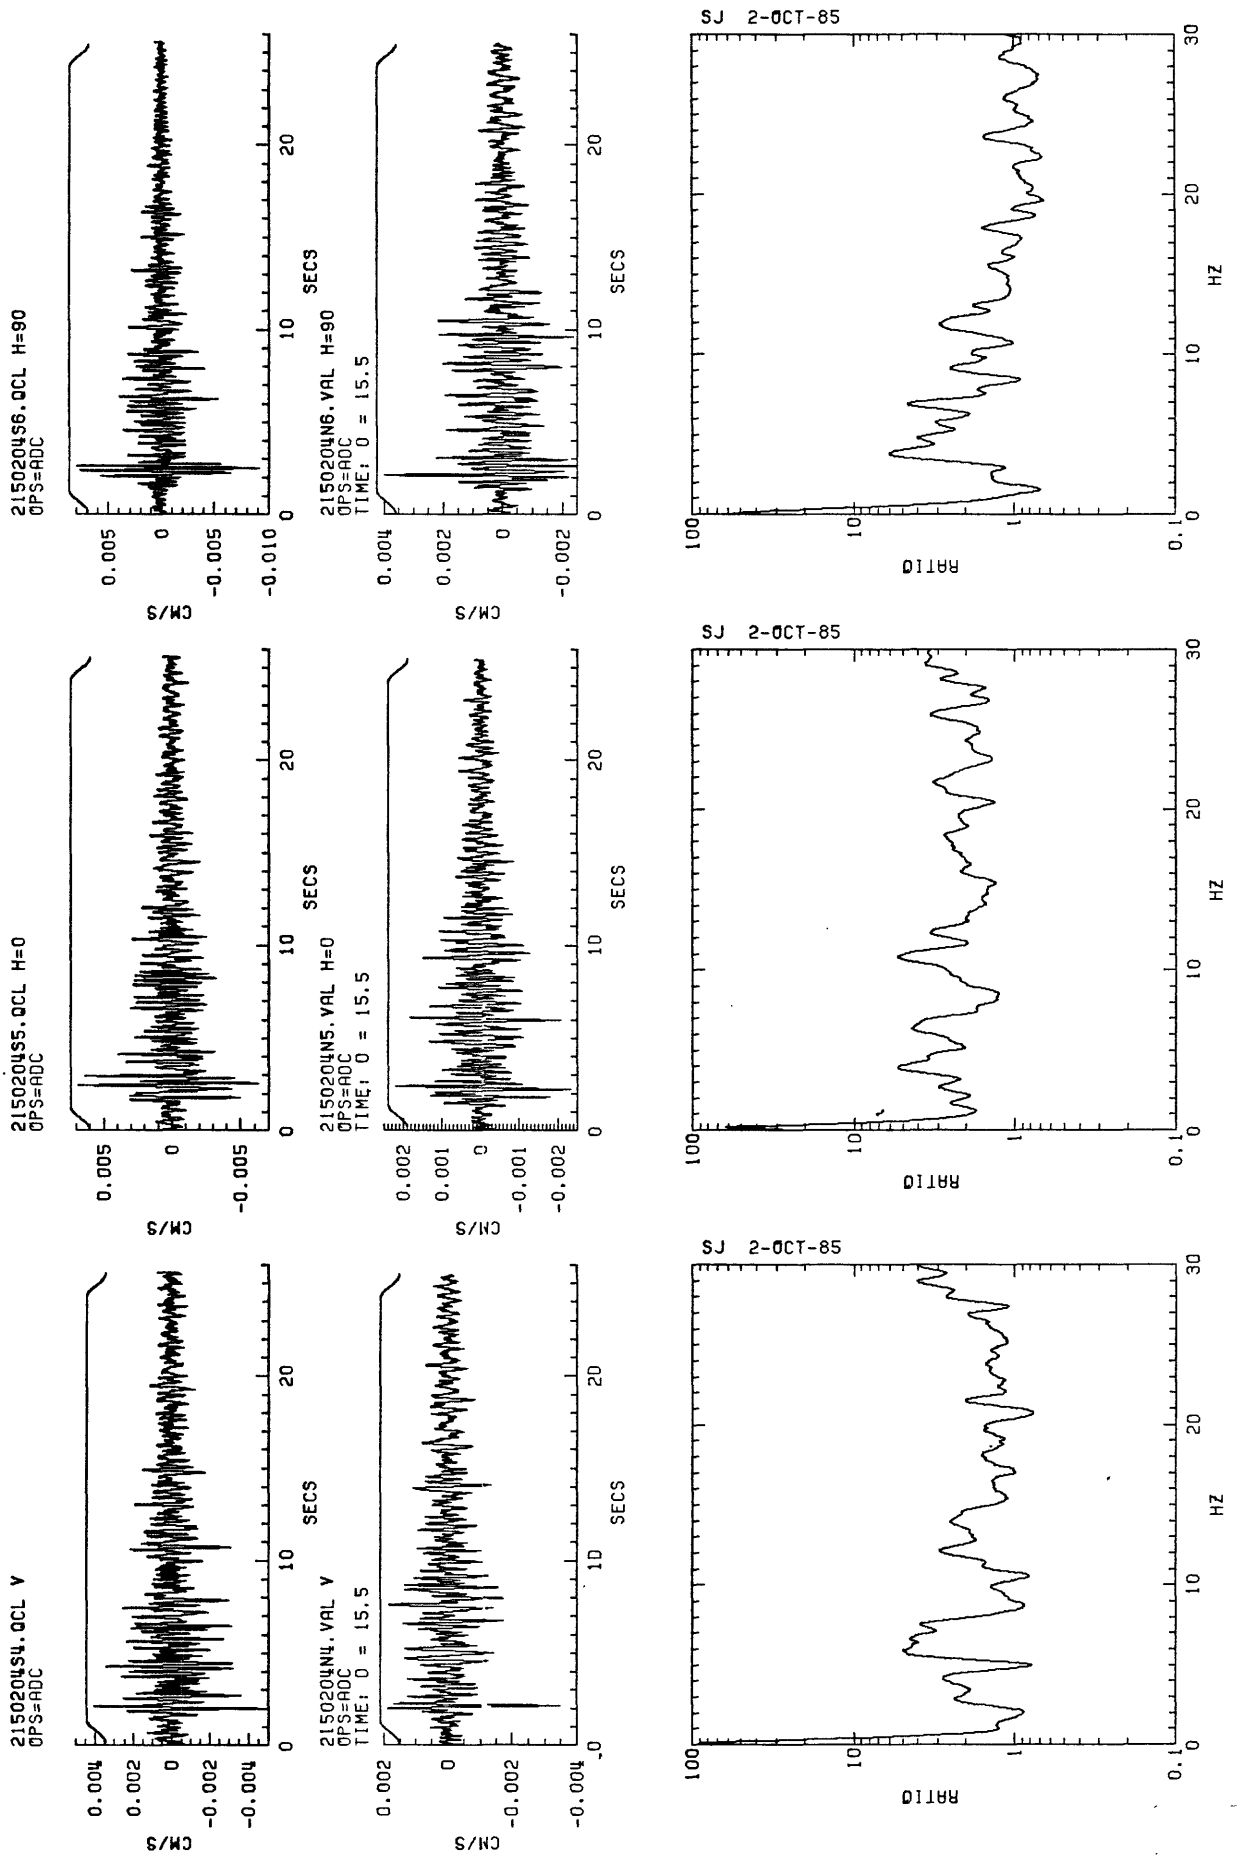 2150204S4.QCL V
OPS=ADC
CM/S
0.004
0.002
0
-0.002
-0.004
0 10 20
SECS
2150204N4.VAL V
OPS=ADC
TIME: 0 = 15.5
CM/S
0.002
0
-0.002
-0.004
0 10 20
SECS
SJ 2-OCT-85
RATIO
100
10
1
0.1
0 10 20 30
HZ
2150204S5.QCL H=0
OPS=ADC
CM/S
0.005
0
-0.005
0 10 20
SECS
2150204N5.VAL H=0
OPS=ADC
TIME: 0 = 15.5
CM/S
0.002
0.001
0
-0.001
-0.002
0 10 20
SECS
SJ 2-OCT-85
RATIO
100
10
1
0.1
0 10 20 30
HZ
2150204S6.QCL H=90
OPS=ADC
CM/S
0.005
0
-0.005
-0.010
0 10 20
SECS
2150204N6.VAL H=90
OPS=ADC
TIME: 0 = 15.5
CM/S
0.004
0.002
0
-0.002
0 10 20
SECS
SJ 2-OCT-85
RATIO
100
10
1
0.1
0 10 20 30
HZ